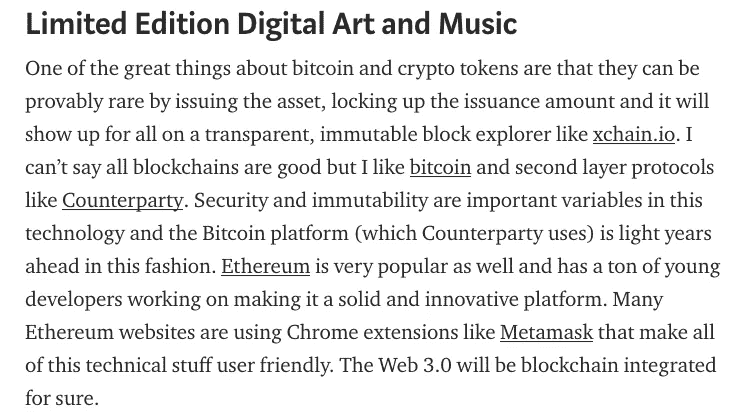 Limited Edition Digital Art and Music
One of the great things about bitcoin and crypto tokens are that they can be
provably rare by issuing the asset, locking up the issuance amount and it will
show up for all on a transparent, immutable block explorer like xchain.io. I
can’t say all blockchains are good but I like bitcoin and second layer protocols
like Counterparty. Security and immutability are important variables in this
technology and the Bitcoin platform (which Counterparty uses) is light years
ahead in this fashion. Ethereum is very popular as well and has a ton of young
developers working on making it a solid and innovative platform. Many
Ethereum websites are using Chrome extensions like Metamask that make all
of this technical stuff user friendly. The Web 3.0 will be blockchain integrated
for sure.